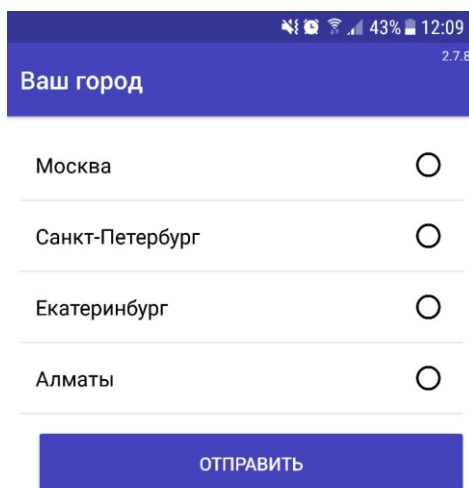 43% 12:09
2.7.8
Ваш город
Москва
Санкт-Петербург
Екатеринбург
Алматы
ОТПРАВИТЬ